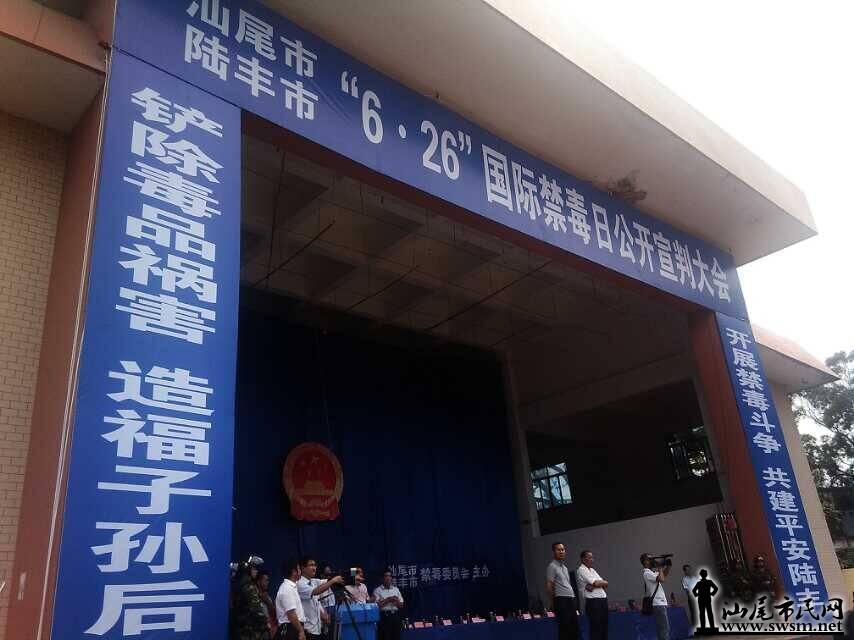 汕尾市
陆丰市
“6·26”国际禁毒日公开宣判大会
铲除毒品祸害 造福子孙后
开展禁毒斗争 共建平安陆丰
汕尾市
陆丰市
禁毒委员会 主办
汕尾市民网
www.swsm.net